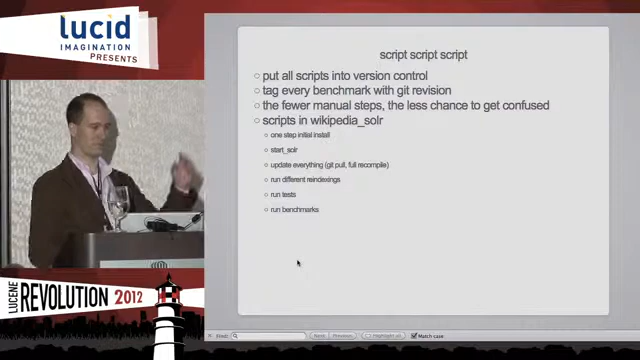 lucid
IMAGINATION
PRESENTS
script script script
put all scripts into version control
tag every benchmark with git revision
the fewer manual steps, the less chance to get confused
scripts in wikipedia_solr
one step initial install
start_solr
update everything (git pull, full recompile)
run different reindexings
run tests
run benchmarks
LUCENE
REVOLUTION 2012
Find:
Next
Previous
Highlight all
Match case